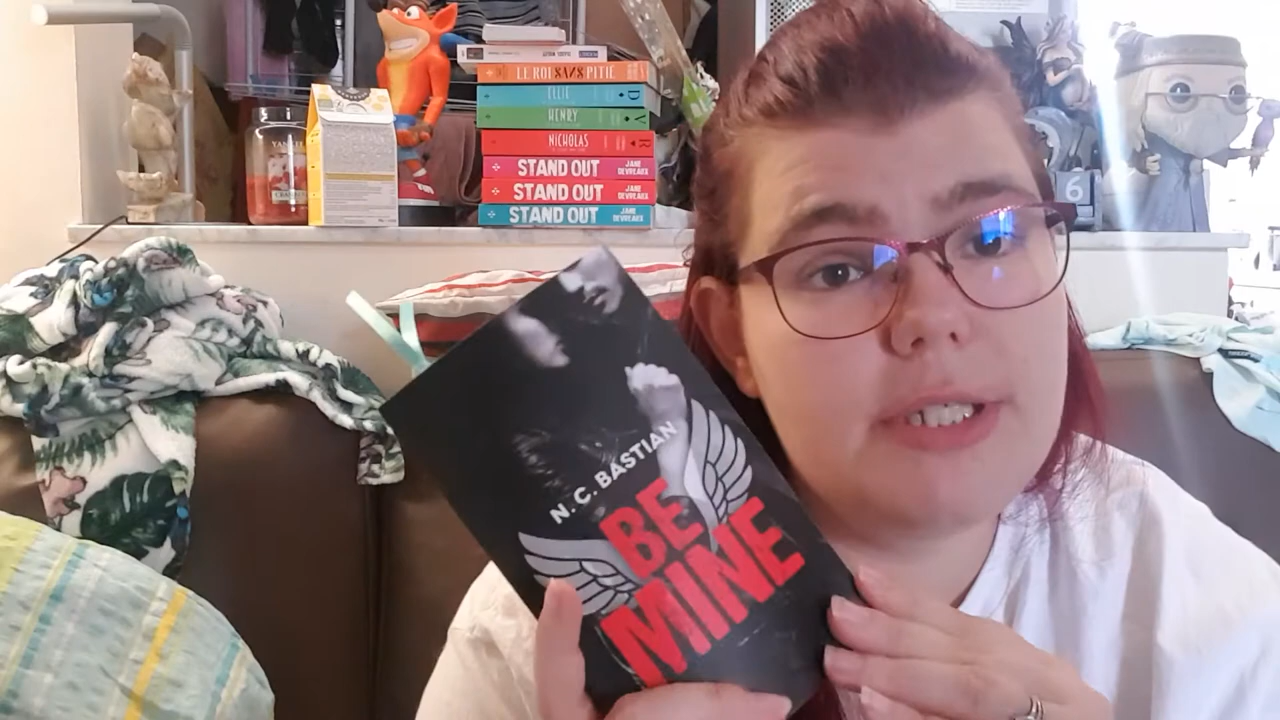 LE ROI SANS PITIÉ
ELLIE D
HENRY V
NICHOLAS R
STAND OUT JANE DEVREAUX
STAND OUT JANE DEVREAUX
STAND OUT JANE DEVREAUX
6
N. C. BASTIAN
BE
MINE